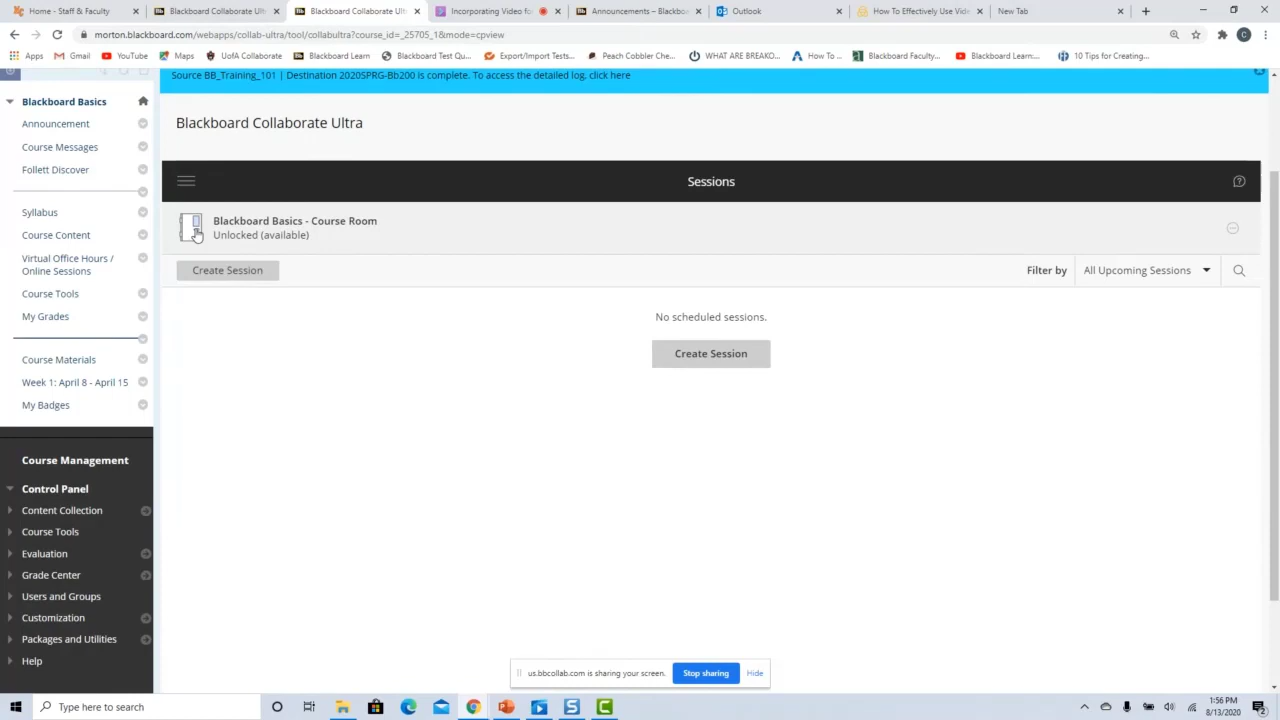 Home - Staff & Faculty
Blackboard Collaborate Ultr
Blackboard Collaborate Ult
Incorporating Video for
Announcements – Blackbo
Outlook
How To Effectively Use Vide
New Tab
morton.blackboard.com/webapps/collab-ultra/tool/collabultra?course_id=_25705_1&mode=cpview
C
Apps
Gmail
YouTube
Maps
UofA Collaborate
Blackboard Learn
Blackboard Test Qu...
Export/Import Tests...
Peach Cobbler Che...
WHAT ARE BREAKO...
How To ...
Blackboard Faculty...
Blackboard Learn:...
10 Tips for Creating...
Source BB_Training_101 | Destination 2020SPRG-Bb200 is complete. To access the detailed log, click here
Blackboard Basics
Announcement
Course Messages
Follett Discover
Syllabus
Course Content
Virtual Office Hours /
Online Sessions
Course Tools
My Grades
Course Materials
Week 1: April 8 - April 15
My Badges
Course Management
Control Panel
Content Collection
Course Tools
Evaluation
Grade Center
Users and Groups
Customization
Packages and Utilities
Help
Blackboard Collaborate Ultra
Sessions
Blackboard Basics - Course Room
Unlocked (available)
Create Session
Filter by
All Upcoming Sessions
No scheduled sessions.
Create Session
us.bbcollab.com is sharing your screen.
Stop sharing
Hide
Type here to search
1:56 PM
8/13/2020
2